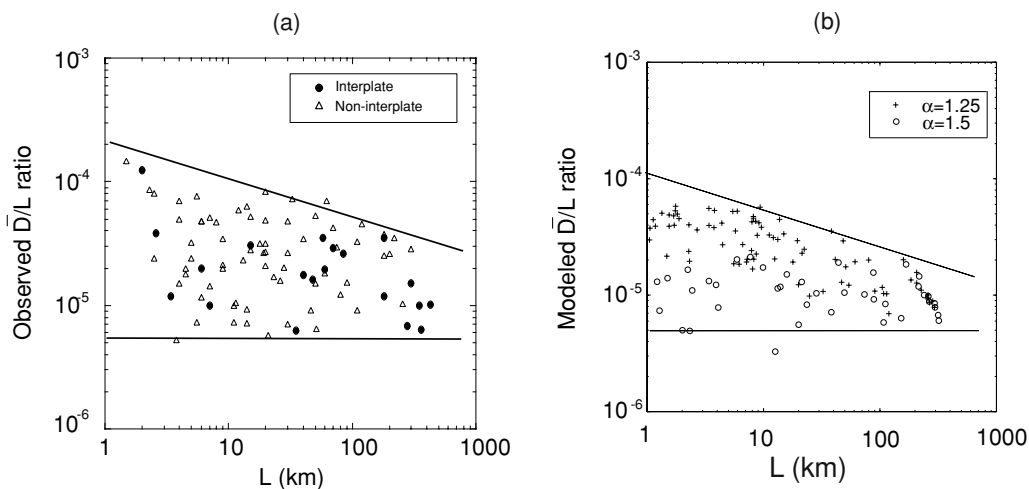 (a)
10⁻³
10⁻⁴
10⁻⁵
10⁻⁶
Observed D̄/L ratio
Interplate
Non-interplate
1
10
100
1000
L (km)
(b)
10⁻³
10⁻⁴
10⁻⁵
10⁻⁶
Modeled D̄/L ratio
α=1.25
α=1.5
1
10
100
1000
L (km)